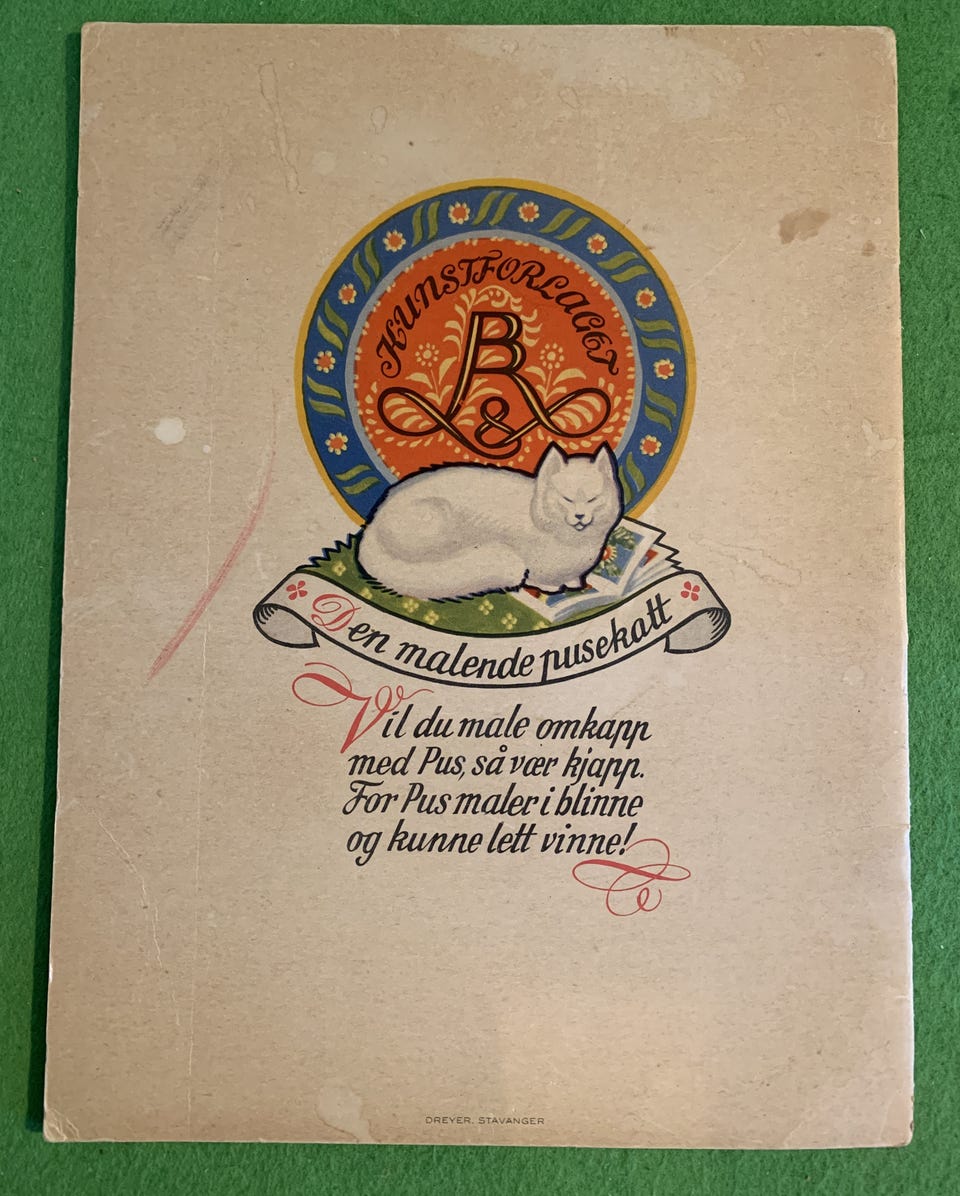 KUNSTFORLAGET
R
&
Den malende pusekatt
Vil du male omkapp
med Pus, så vær kjapp.
For Pus maler i blinne
og kunne lett vinne!
DREYER, STAVANGER